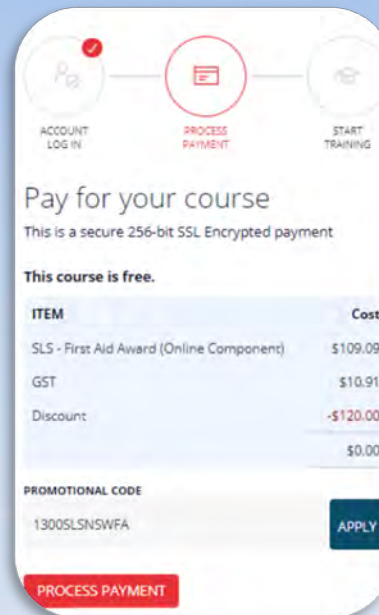 ACCOUNT LOG IN
PROCESS PAYMENT
START TRAINING
Pay for your course
This is a secure 256-bit SSL Encrypted payment
This course is free.
ITEM Cost
SLS - First Aid Award (Online Component) $109.09
GST $10.91
Discount -$120.00
$0.00
PROMOTIONAL CODE
1300SLSNSWFA APPLY
PROCESS PAYMENT